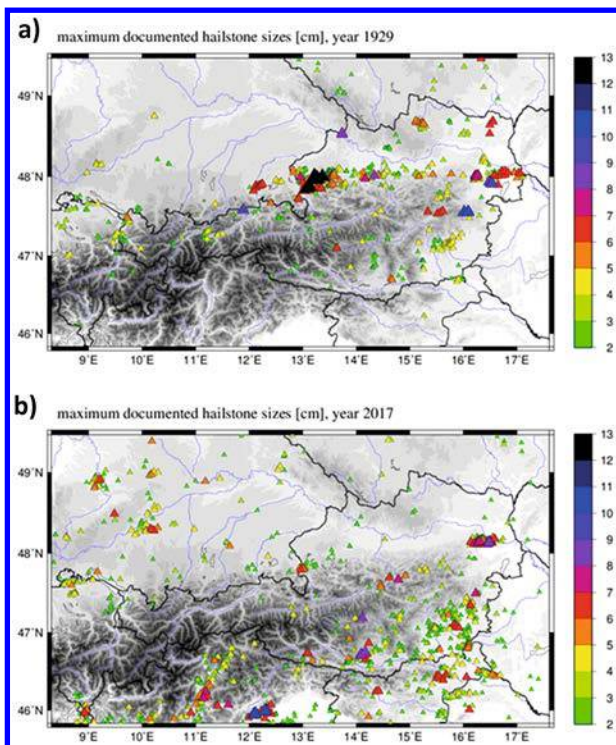 a)
maximum documented hailstone sizes [cm], year 1929
49°N
48°N
47°N
46°N
9°E 10°E 11°E 12°E 13°E 14°E 15°E 16°E 17°E
13
12
11
10
9
8
7
6
5
4
3
2
b)
maximum documented hailstone sizes [cm], year 2017
49°N
48°N
47°N
46°N
9°E 10°E 11°E 12°E 13°E 14°E 15°E 16°E 17°E
13
12
11
10
9
8
7
6
5
4
3
2